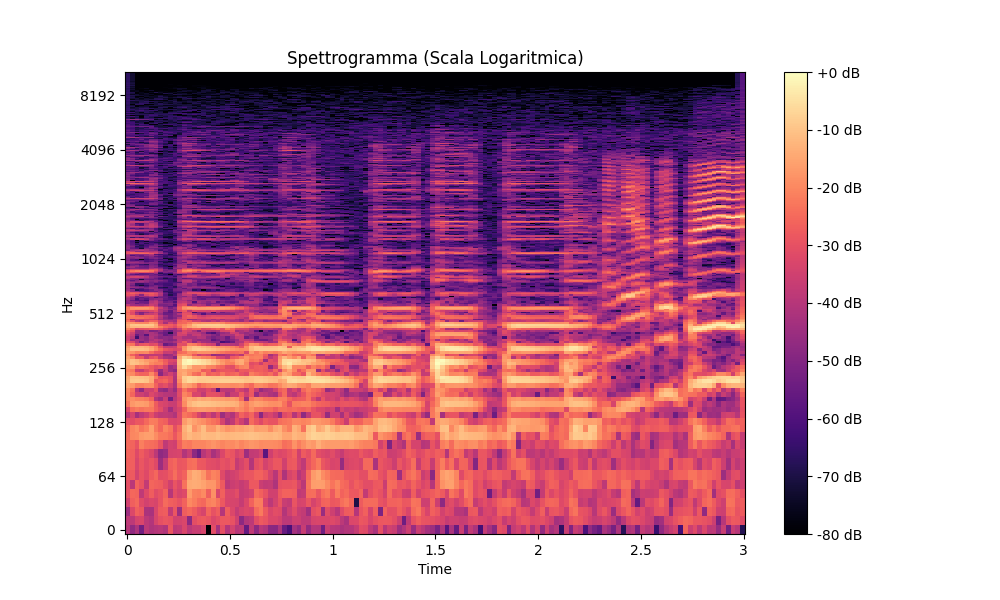 Spettrogramma (Scala Logaritmica)
8192
4096
2048
1024
512
256
128
64
0
Hz
0
0.5
1
1.5
2
2.5
3
Time
+0 dB
-10 dB
-20 dB
-30 dB
-40 dB
-50 dB
-60 dB
-70 dB
-80 dB